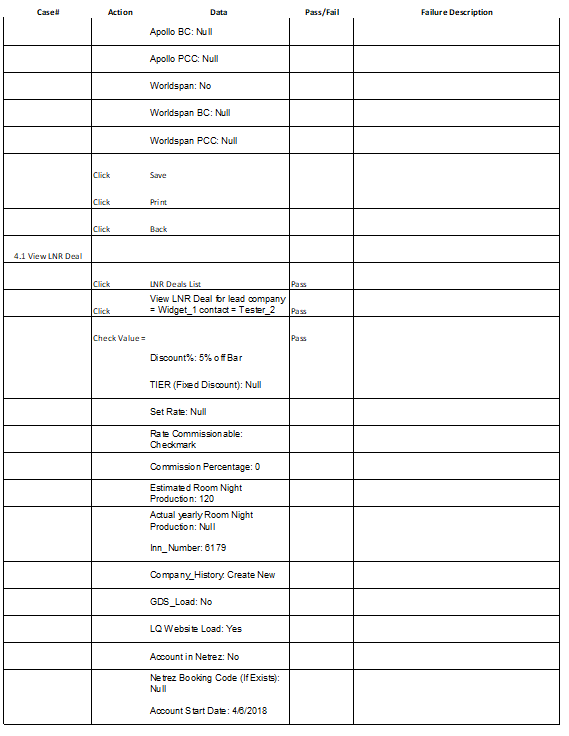 Case# Action Data Pass/Fail Failure Description
Apollo BC: Null
Apollo PCC: Null
Worldspan: No
Worldspan BC: Null
Worldspan PCC: Null
Click Save
Click Print
Click Back
4.1 View LNR Deal
Click LNR Deals List Pass
View LNR Deal for lead company
Click = Widget_1 contact = Tester_2 Pass
Check Value = Pass
Discount%: 5% off Bar
TIER (Fixed Discount): Null
Set Rate: Null
Rate Commissionable:
Checkmark
Commission Percentage: 0
Estimated Room Night
Production: 120
Actual yearly Room Night
Production: Null
Inn_Number: 6179
Company_History: Create New
GDS_Load: No
LQ Website Load: Yes
Account in Netrez: No
Netrez Booking Code (If Exists):
Null
Account Start Date: 4/6/2018